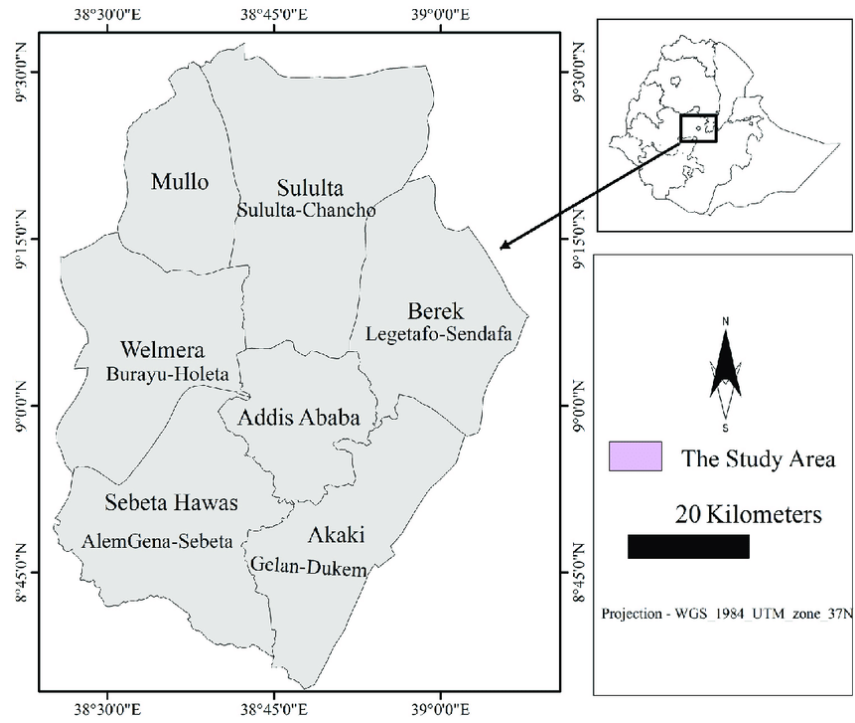 38°30'0"E 38°45'0"E 39°0'0"E
9°30'0"N 9°30'0"N
Mullo
Sululta
Sululta-Chancho
9°15'0"N 9°15'0"N
Berek
Legetafo-Sendafa
Welmera
Burayu-Holeta
9°0'0"N 9°0'0"N
Addis Ababa
Sebeta Hawas
AlemGena-Sebeta
Akaki
Gelan-Dukem
8°45'0"N 8°45'0"N
38°30'0"E 38°45'0"E 39°0'0"E
N
S
The Study Area
20 Kilometers
Projection - WGS_1984_UTM_zone_37N